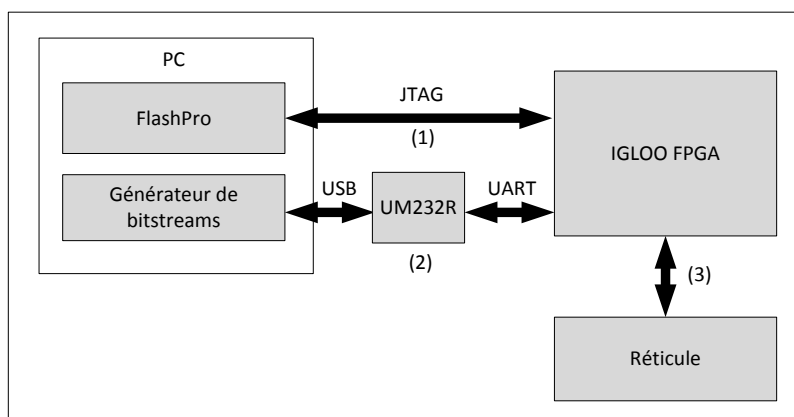 PC
FlashPro
JTAG
(1)
IGLOO FPGA
Générateur de
bitstreams
USB
UM232R
UART
(2)
(3)
Réticule